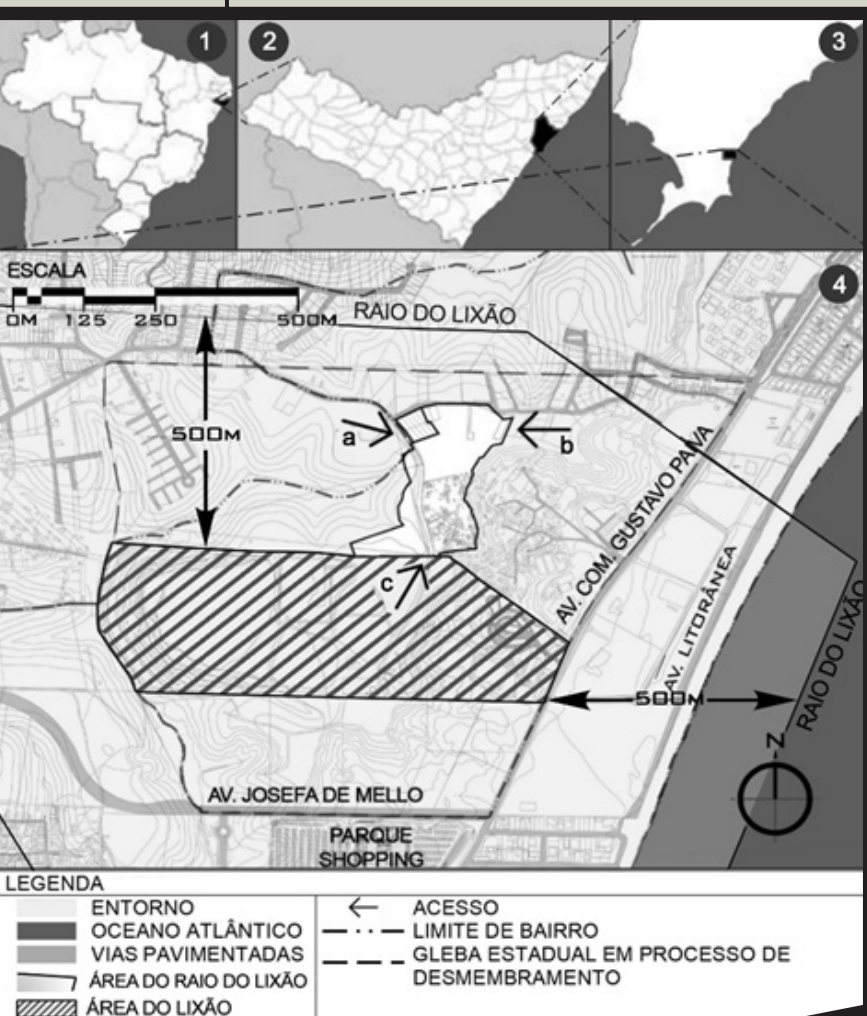 1
2
3
4
ESCALA
0M 125 250 500M
RAIO DO LIXÃO
500M
a
b
c
AV. COM. GUSTAVO PAIVA
AV. LITORÂNEA
500M
RAIO DO LIXÃO
N
AV. JOSEFA DE MELLO
PARQUE
SHOPPING
LEGENDA
ENTORNO
OCEANO ATLÂNTICO
VIAS PAVIMENTADAS
ÁREA DO RAIO DO LIXÃO
ÁREA DO LIXÃO
ACESSO
LIMITE DE BAIRRO
GLEBA ESTADUAL EM PROCESSO DE
DESMEMBRAMENTO